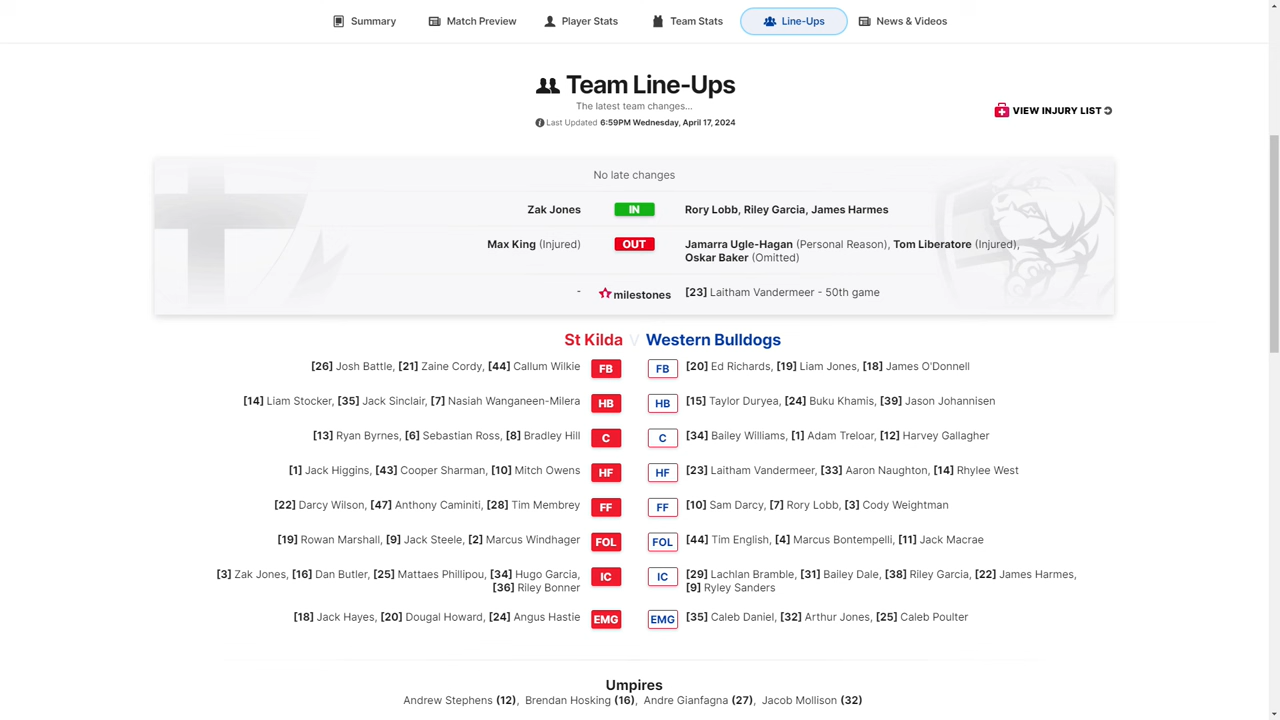 Summary Match Preview Player Stats Team Stats Line-Ups News & Videos
Team Line-Ups
The latest team changes...
Last Updated 6:59PM Wednesday, April 17, 2024
VIEW INJURY LIST
No late changes
Zak Jones IN Rory Lobb, Riley Garcia, James Harmes
Max King (Injured) OUT Jamarra Ugle-Hagan (Personal Reason), Tom Liberatore (Injured),
Oskar Baker (Omitted)
- milestones [23] Laitham Vandermeer - 50th game
St Kilda V Western Bulldogs
[26] Josh Battle, [21] Zaine Cordy, [44] Callum Wilkie FB FB [20] Ed Richards, [19] Liam Jones, [18] James O'Donnell
[14] Liam Stocker, [35] Jack Sinclair, [7] Nasiah Wanganeen-Milera HB HB [15] Taylor Duryea, [24] Buku Khamis, [39] Jason Johannisen
[13] Ryan Byrnes, [6] Sebastian Ross, [8] Bradley Hill C C [34] Bailey Williams, [1] Adam Treloar, [12] Harvey Gallagher
[1] Jack Higgins, [43] Cooper Sharman, [10] Mitch Owens HF HF [23] Laitham Vandermeer, [33] Aaron Naughton, [14] Rhylee West
[22] Darcy Wilson, [47] Anthony Caminiti, [28] Tim Membrey FF FF [10] Sam Darcy, [7] Rory Lobb, [3] Cody Weightman
[19] Rowan Marshall, [9] Jack Steele, [2] Marcus Windhager FOL FOL [44] Tim English, [4] Marcus Bontempelli, [11] Jack Macrae
[3] Zak Jones, [16] Dan Butler, [25] Mattaes Phillipou, [34] Hugo Garcia, IC IC [29] Lachlan Bramble, [31] Bailey Dale, [38] Riley Garcia, [22] James Harmes,
[36] Riley Bonner [9] Ryley Sanders
[18] Jack Hayes, [20] Dougal Howard, [24] Angus Hastie EMG EMG [35] Caleb Daniel, [32] Arthur Jones, [25] Caleb Poulter
Umpires
Andrew Stephens (12), Brendan Hosking (16), Andre Gianfagna (27), Jacob Mollison (32)